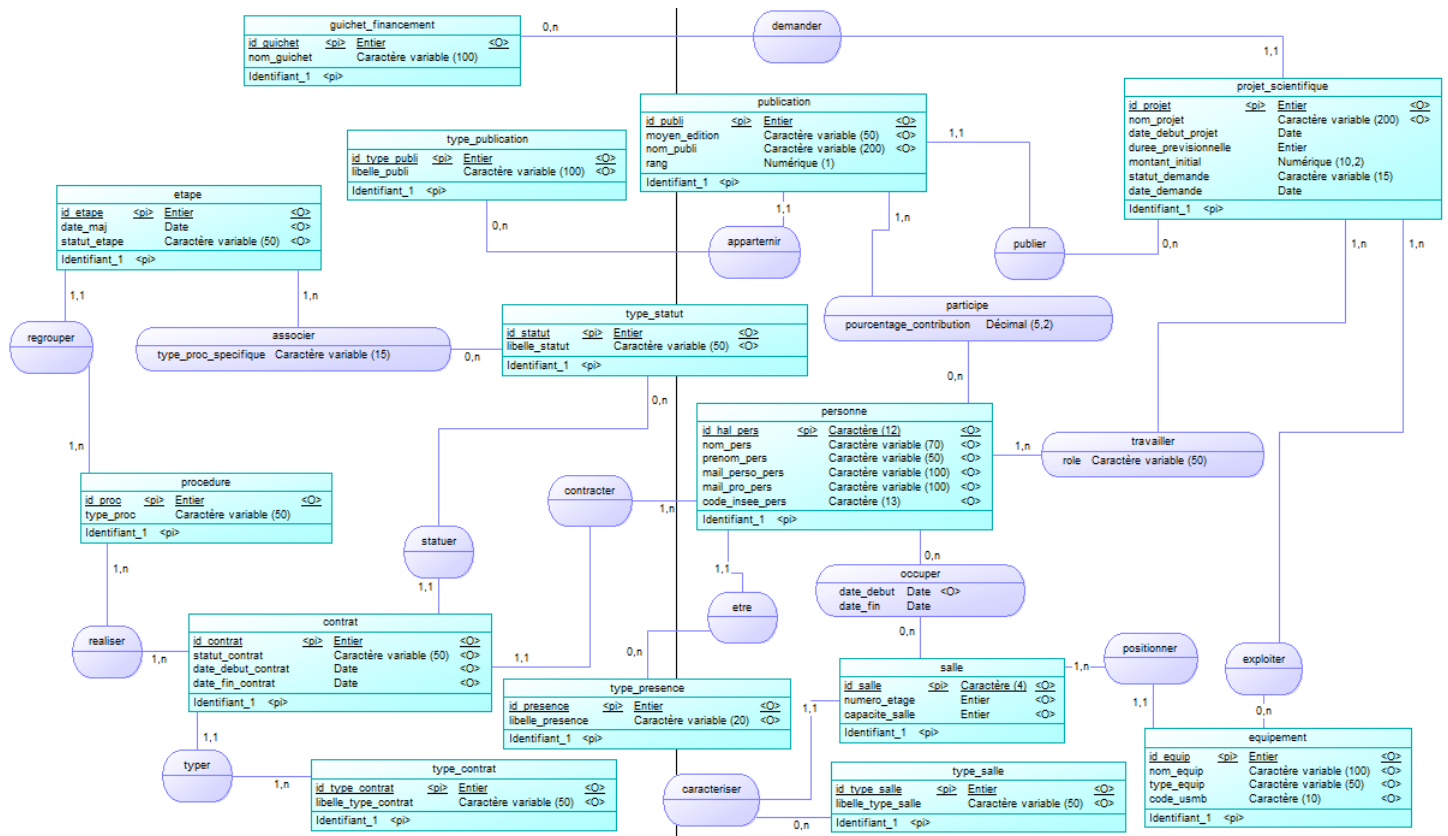 guichet_financement
id_guichet <pi> Entier <O>
nom_guichet Caractère variable (100)
Identifiant_1 <pi>
0,n
demander
1,1
projet_scientifique
id_projet <pi> Entier <O>
nom_projet Caractère variable (200) <O>
date_debut_projet Date
duree_previsionnelle Entier
montant_initial Numérique (10,2)
statut_demande Caractère variable (15)
date_demande Date
Identifiant_1 <pi>
publication
id_publi <pi> Entier <O>
moyen_edition Caractère variable (50) <O>
nom_publi Caractère variable (200) <O>
rang Numérique (1)
Identifiant_1 <pi>
1,1
type_publication
id_type_publi <pi> Entier <O>
libelle_publi Caractère variable (100) <O>
Identifiant_1 <pi>
0,n
1,1
1,n
apparternir
publier
0,n
1,n
1,n
etape
id_etape <pi> Entier <O>
date_maj Date <O>
statut_etape Caractère variable (50) <O>
Identifiant_1 <pi>
1,1
1,n
regrouper
associer
type_proc_specifique Caractère variable (15)
0,n
type_statut
id_statut <pi> Entier <O>
libelle_statut Caractère variable (50) <O>
Identifiant_1 <pi>
0,n
participe
pourcentage_contribution Décimal (5,2)
0,n
personne
id_hal_pers <pi> Caractère (12) <O>
nom_pers Caractère variable (70) <O>
prenom_pers Caractère variable (50) <O>
mail_perso_pers Caractère variable (100) <O>
mail_pro_pers Caractère variable (100) <O>
code_insee_pers Caractère (13) <O>
Identifiant_1 <pi>
1,n
travailler
role Caractère variable (50)
1,n
procedure
id_proc <pi> Entier <O>
type_proc Caractère variable (50)
Identifiant_1 <pi>
1,n
contracter
1,n
statuer
1,1
1,1
0,n
occuper
date_debut Date <O>
date_fin Date
0,n
etre
0,n
realiser
1,n
contrat
id_contrat <pi> Entier <O>
statut_contrat Caractère variable (50) <O>
date_debut_contrat Date <O>
date_fin_contrat Date <O>
Identifiant_1 <pi>
1,1
1,1
typer
1,n
type_presence
id_presence <pi> Entier <O>
libelle_presence Caractère variable (20) <O>
Identifiant_1 <pi>
salle
id_salle <pi> Caractère (4) <O>
numero_etage Entier <O>
capacite_salle Entier <O>
Identifiant_1 <pi>
1,n
1,1
positionner
1,1
exploiter
0,n
equipement
id_equip <pi> Entier <O>
nom_equip Caractère variable (100) <O>
type_equip Caractère variable (50) <O>
code_usmb Caractère (10) <O>
Identifiant_1 <pi>
type_contrat
id_type_contrat <pi> Entier <O>
libelle_type_contrat Caractère variable (50) <O>
Identifiant_1 <pi>
caracteriser
0,n
type_salle
id_type_salle <pi> Entier <O>
libelle_type_salle Caractère variable (50) <O>
Identifiant_1 <pi>